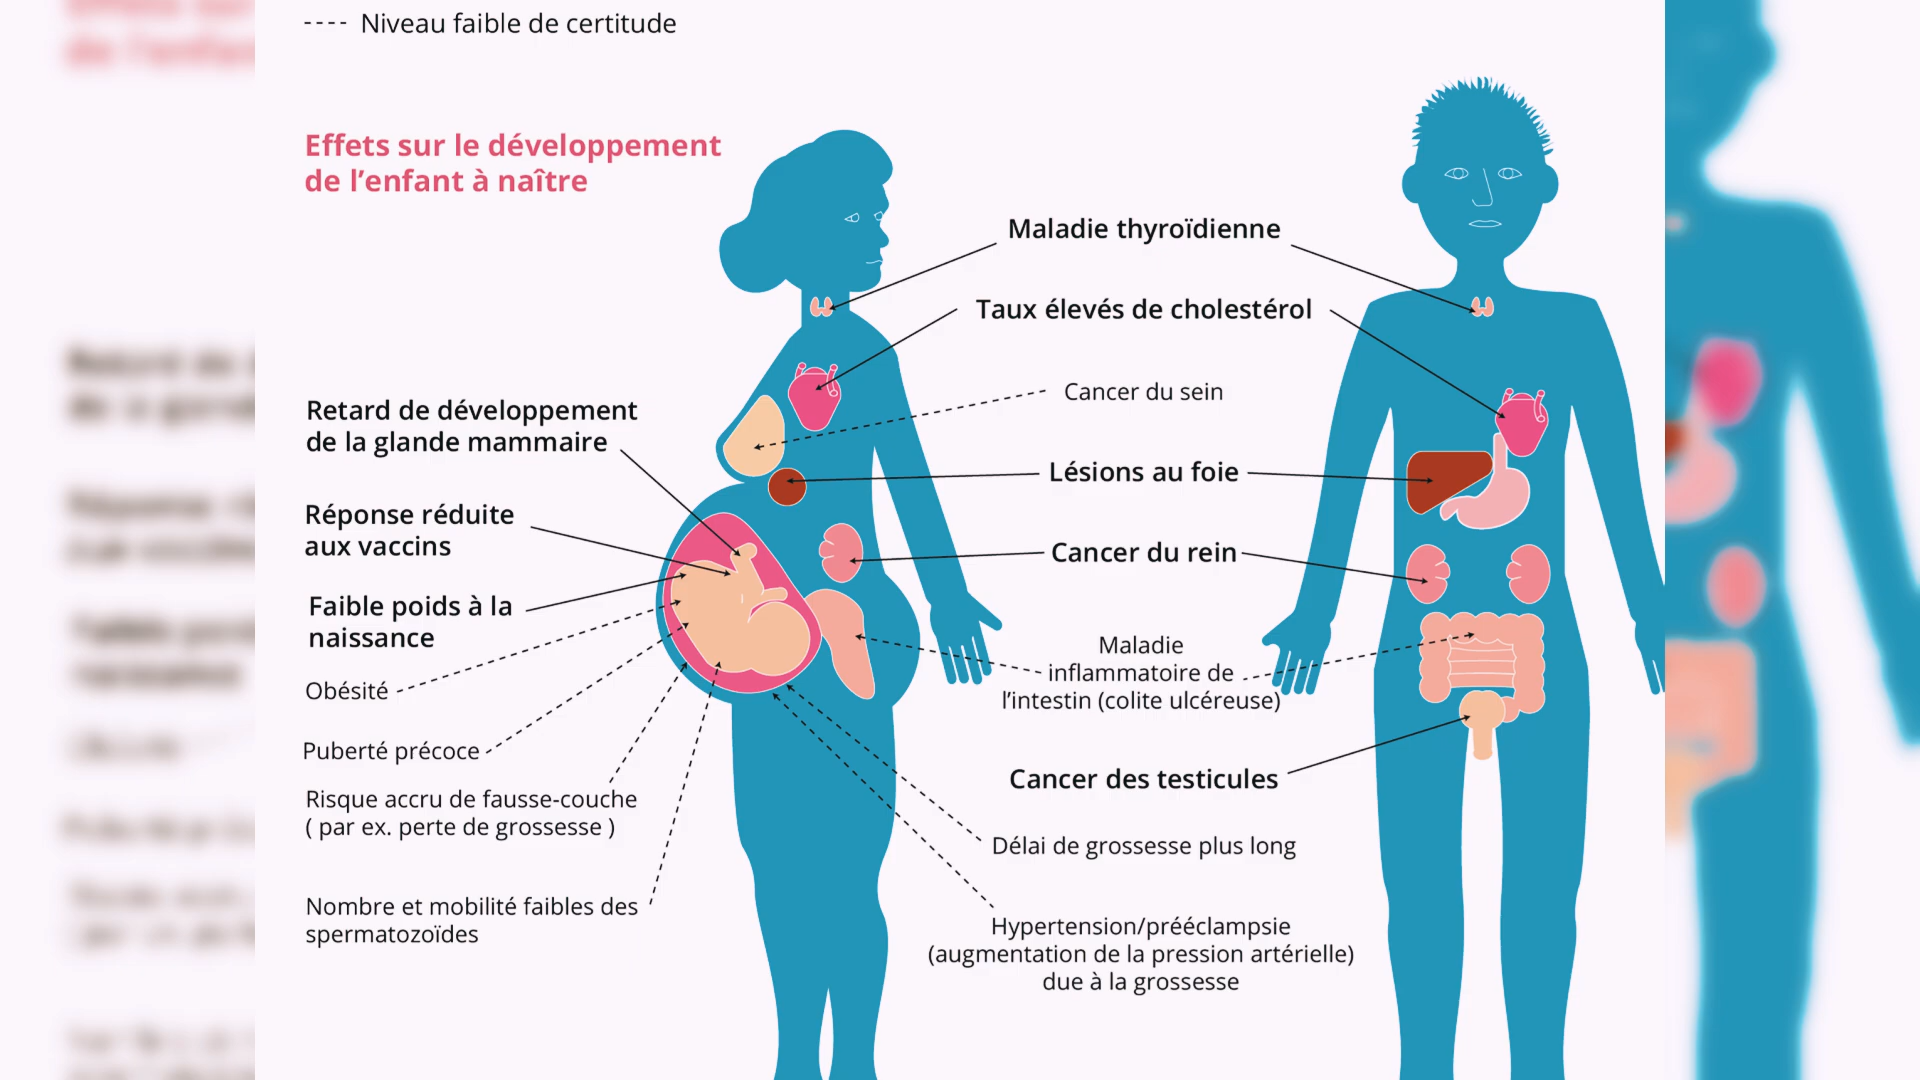 ---- Niveau faible de certitude
Effets sur le développement
de l’enfant à naître
Maladie thyroïdienne
Taux élevés de cholestérol
Cancer du sein
Retard de développement
de la glande mammaire
Lésions au foie
Réponse réduite
aux vaccins
Cancer du rein
Faible poids à la
naissance
Maladie
inflammatoire de
l’intestin (colite ulcéreuse)
Obésité
Puberté précoce
Cancer des testicules
Risque accru de fausse-couche
( par ex. perte de grossesse )
Délai de grossesse plus long
Nombre et mobilité faibles des
spermatozoïdes
Hypertension/prééclampsie
(augmentation de la pression artérielle)
due à la grossesse